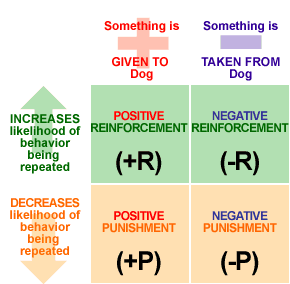 Something is
GIVEN TO
Dog
Something is
TAKEN FROM
Dog
INCREASES
likelihood of
behavior
being
repeated
POSITIVE
REINFORCEMENT
(+R)
NEGATIVE
REINFORCEMENT
(-R)
DECREASES
likelihood of
behavior
being
repeated
POSITIVE
PUNISHMENT
(+P)
NEGATIVE
PUNISHMENT
(-P)